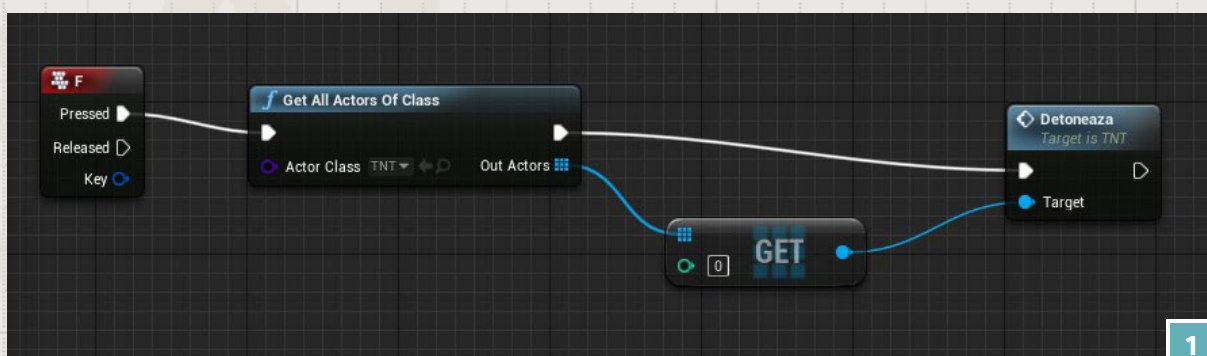 F
Pressed
Released
Key
Get All Actors Of Class
Actor Class TNT
Out Actors
0
GET
Detoneaza
Target is TNT
Target
1